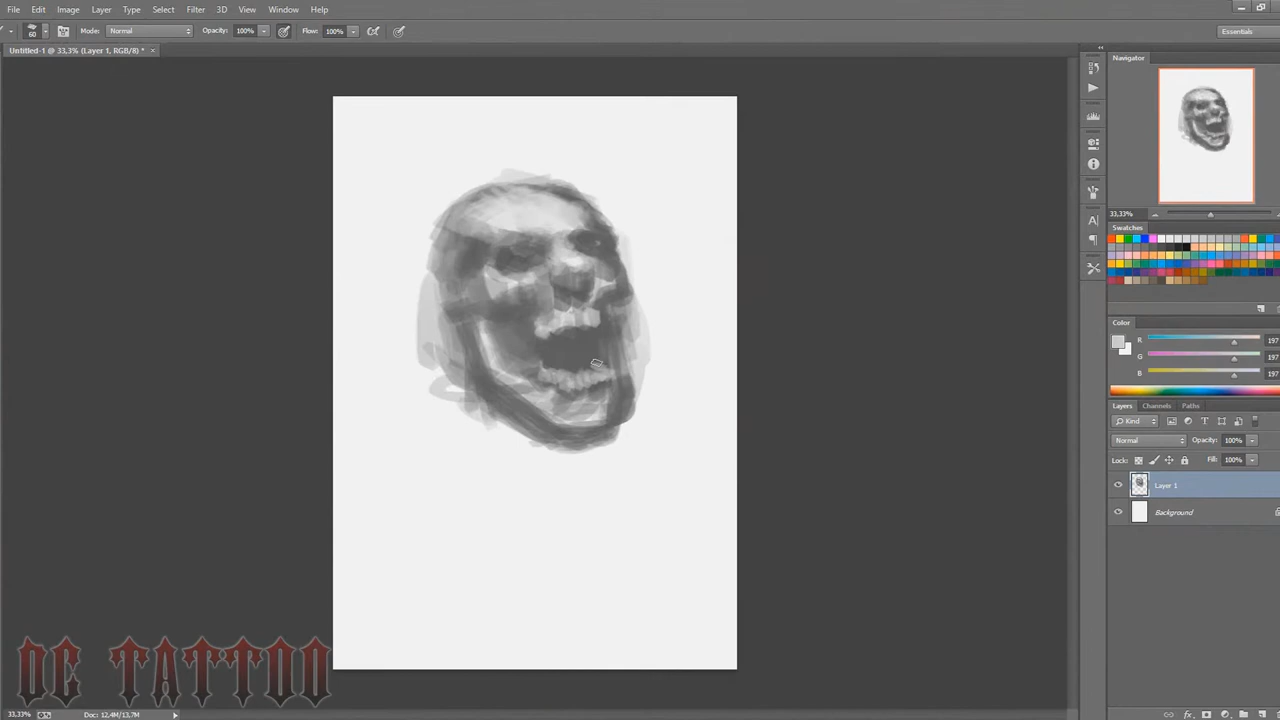 File Edit Image Layer Type Select Filter 3D View Window Help
60 Mode: Normal Opacity: 100% Flow: 100% Essentials
Untitled-1 @ 33,3% (Layer 1, RGB/8) * ×
Navigator
33,33%
Swatches
Color
R 197
G 197
B 197
Layers Channels Paths
Kind
Normal Opacity: 100%
Lock: Fill: 100%
Layer 1
Background
DE TATTOO
33,33% Doc: 12,4M/13,7M